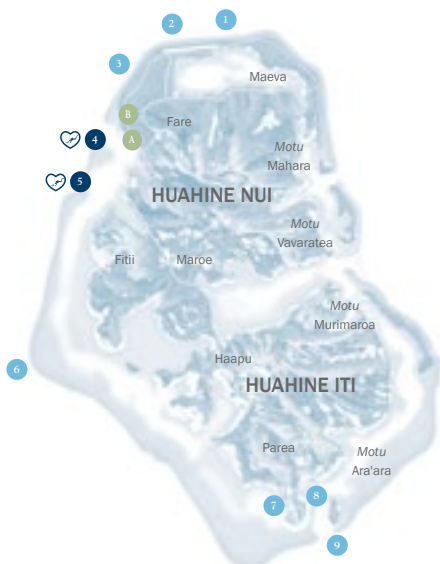 1
2
3
Maeva
B
Fare
4
A
Motu
Mahara
5
HUAHINE NUI
Motu
Vavaratea
Fitii
Maroe
Motu
Murimaroa
Haapu
6
HUAHINE ITI
Parea
Motu
Ara'ara
8
7
9